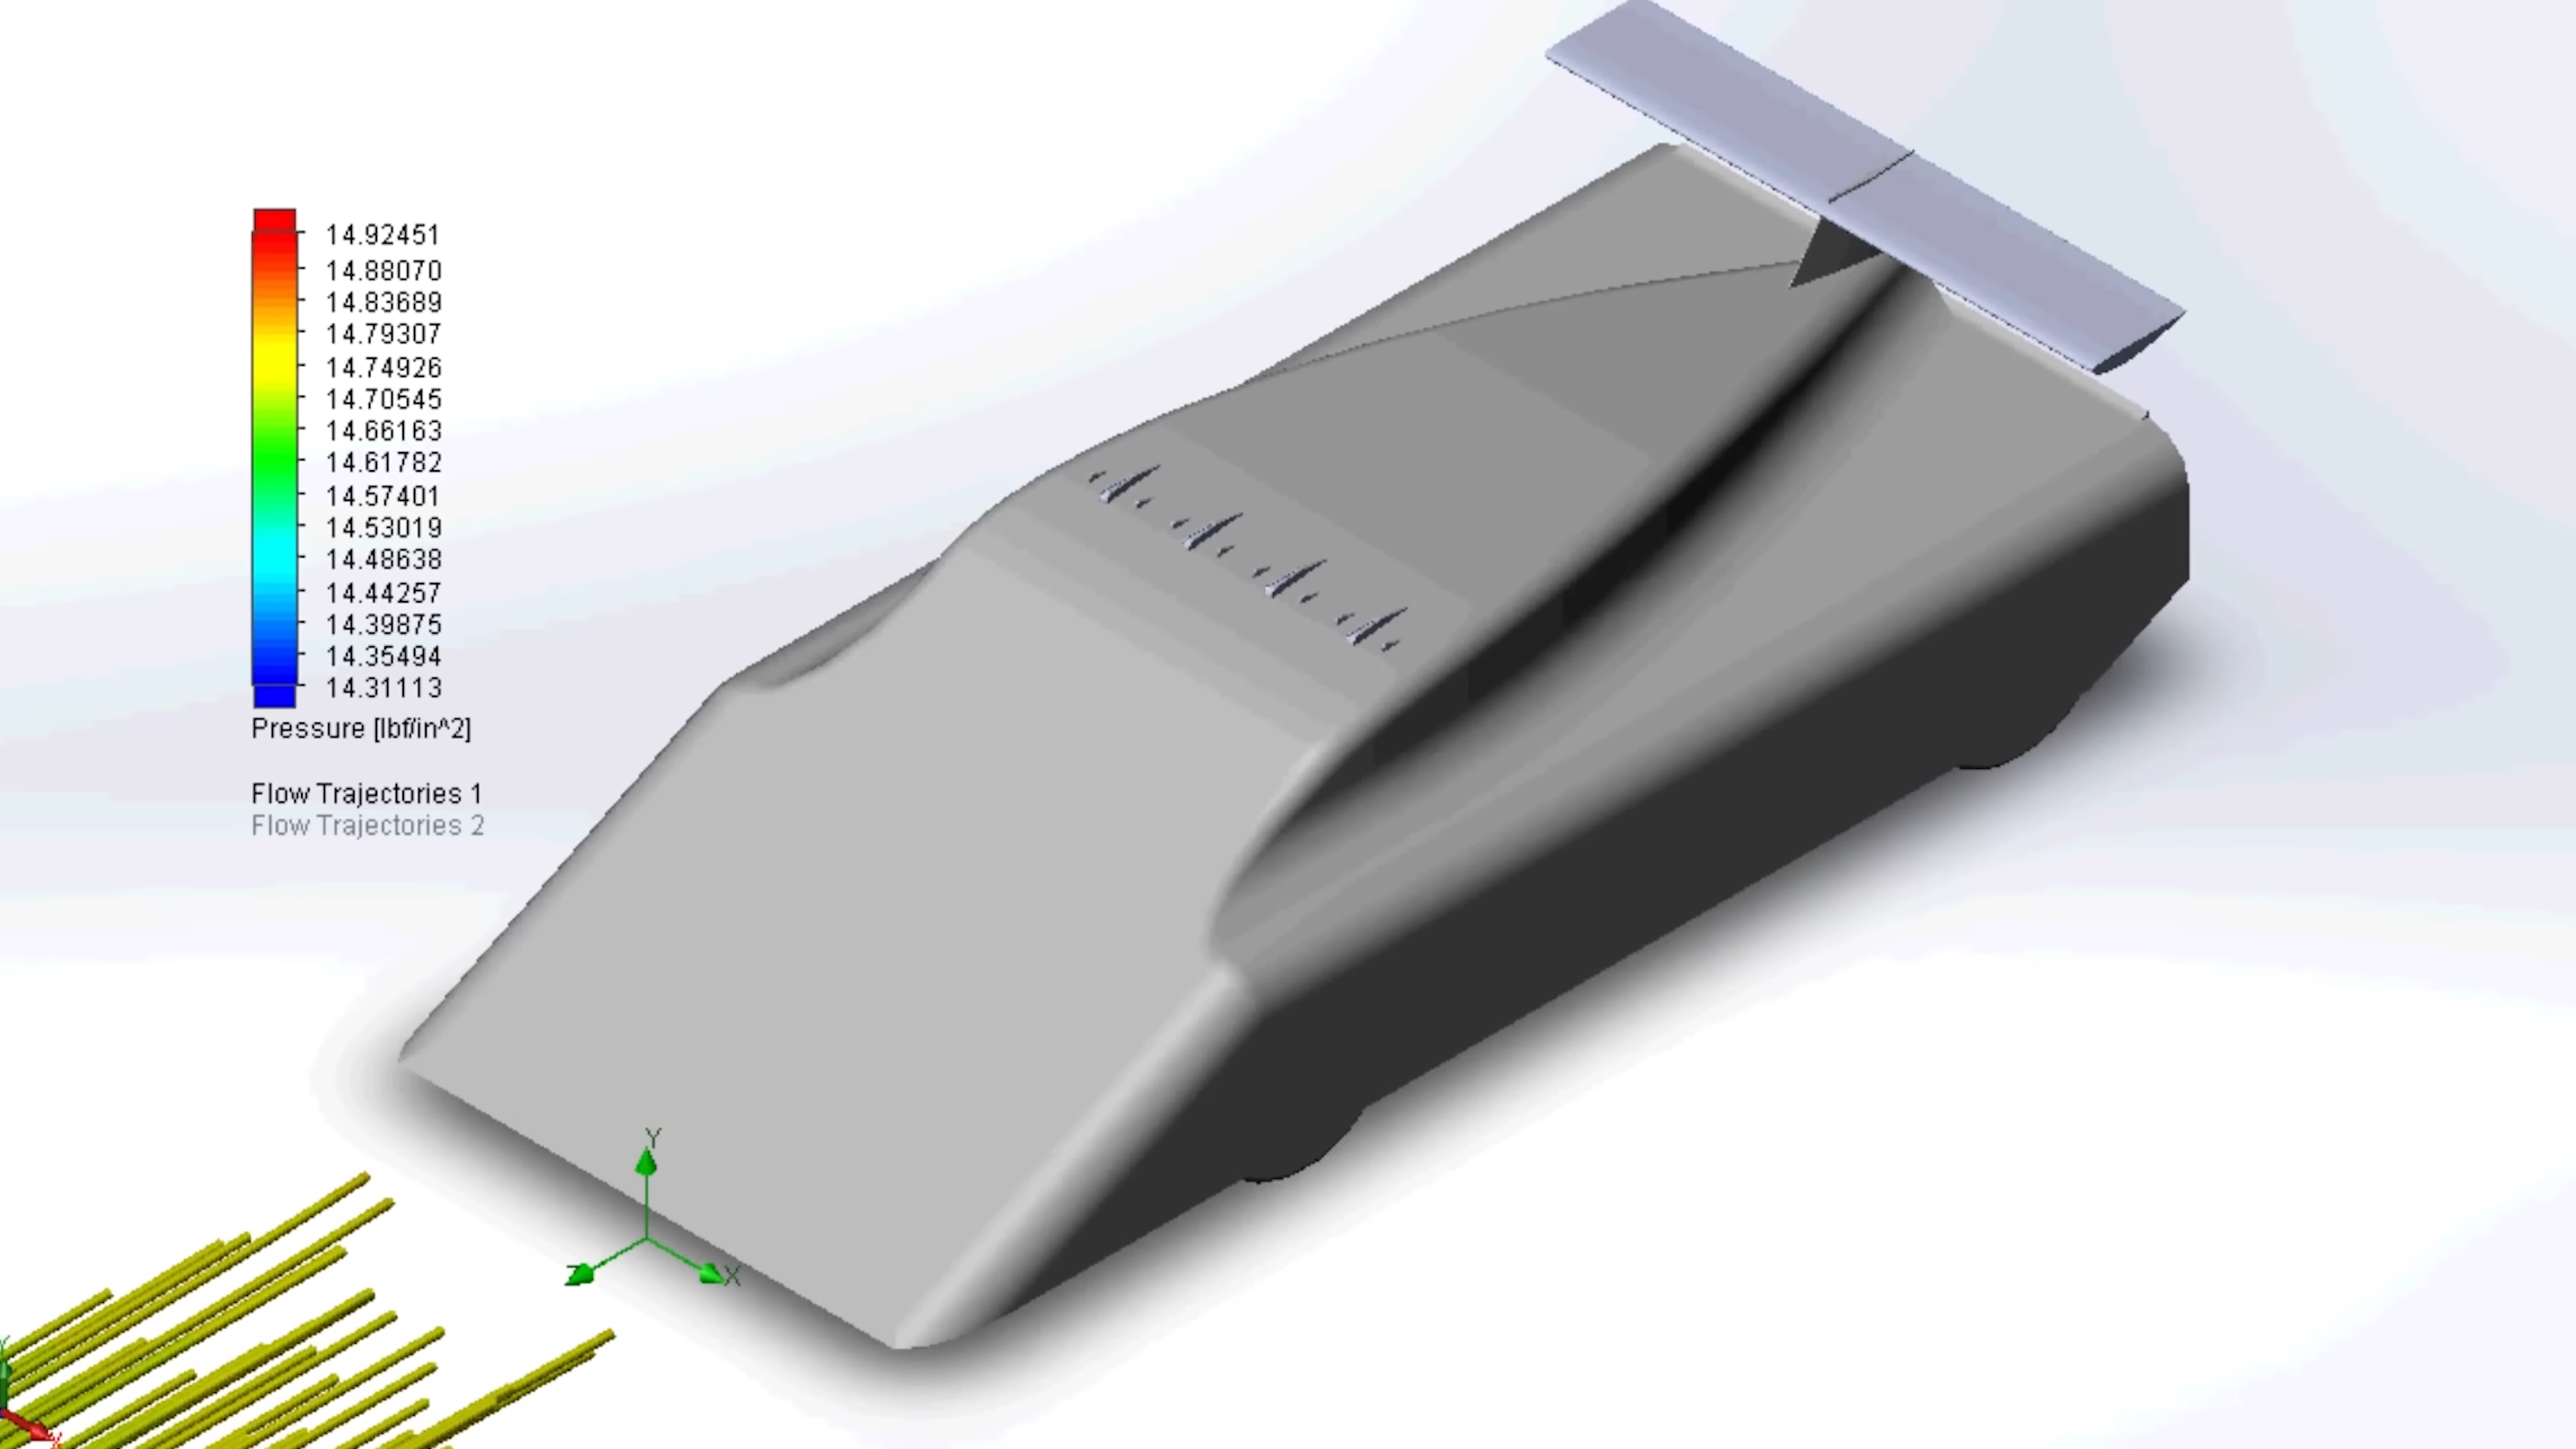 14.92451
14.88070
14.83689
14.79307
14.74926
14.70545
14.66163
14.61782
14.57401
14.53019
14.48638
14.44257
14.39875
14.35494
14.31113
Pressure [lbf/in^2]
Flow Trajectories 1
Flow Trajectories 2
Y
Z
X
Y
X